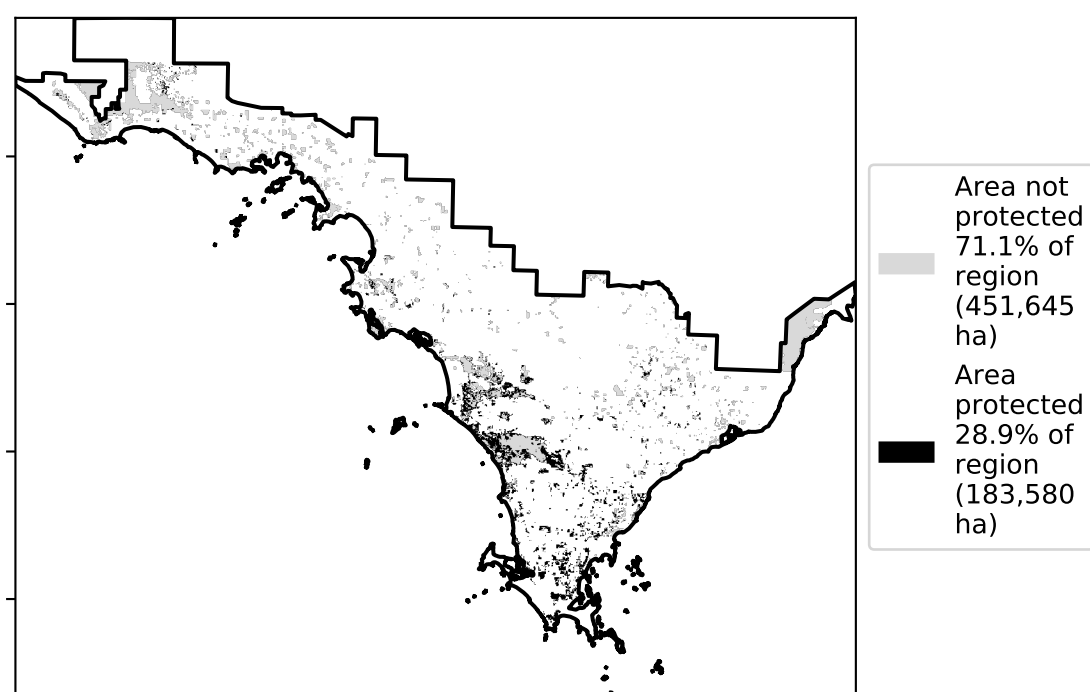 Area not
protected
71.1% of
region
(451,645
ha)
Area
protected
28.9% of
region
(183,580
ha)